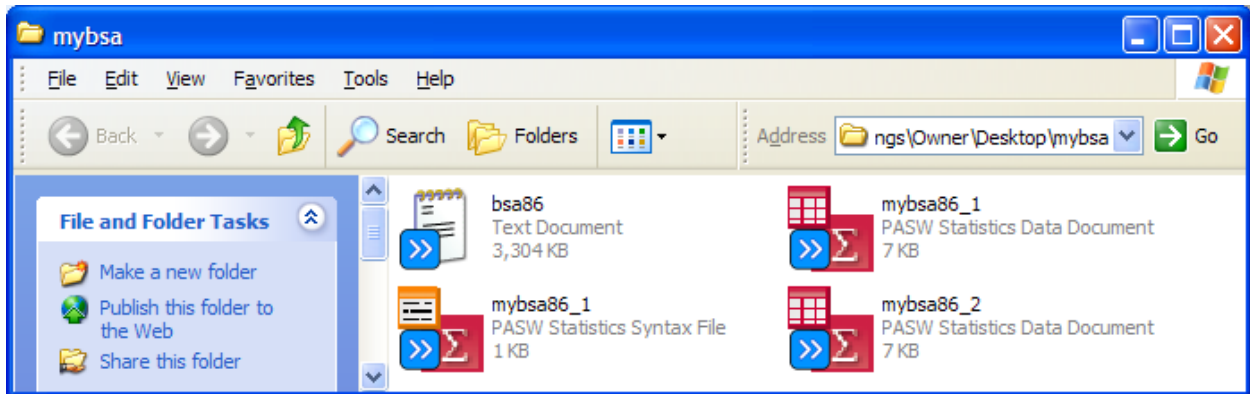 mybsa
File Edit View Favorites Tools Help
Back Search Folders Address ngs\Owner\Desktop\mybsa Go
File and Folder Tasks
Make a new folder
Publish this folder to
the Web
Share this folder
bsa86
Text Document
3,304 KB
mybsa86_1
PASW Statistics Data Document
7 KB
mybsa86_1
PASW Statistics Syntax File
1 KB
mybsa86_2
PASW Statistics Data Document
7 KB